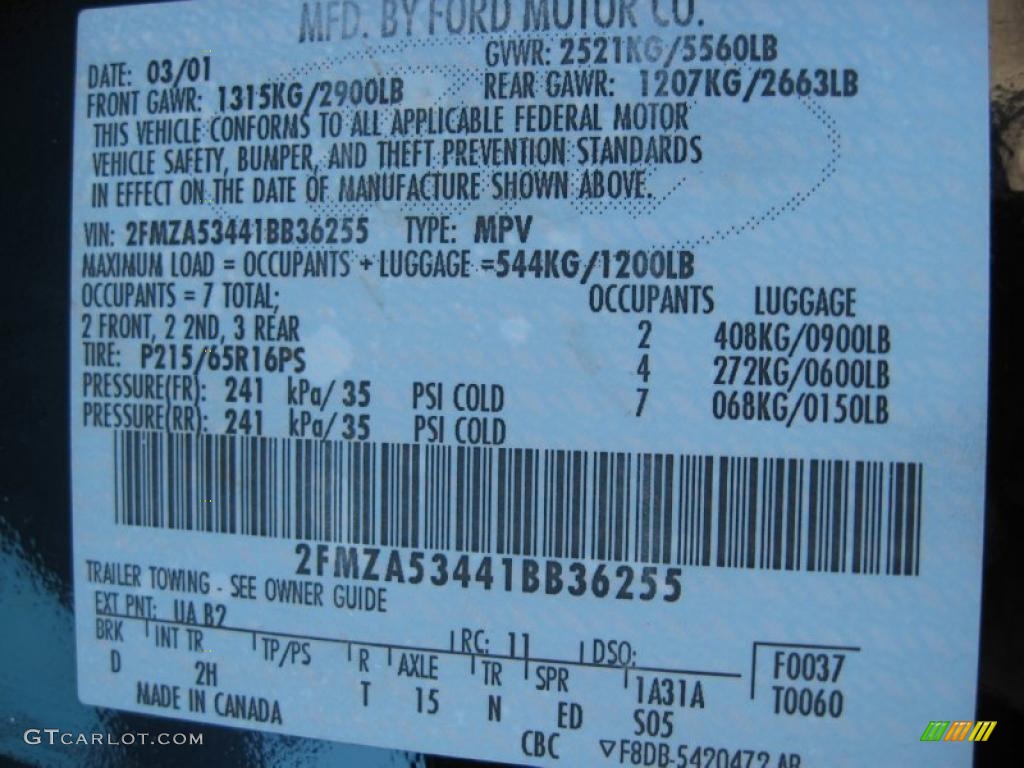 MFD. BY FORD MOTOR CO.
DATE: 03/01 GVWR: 2521KG/5560LB
FRONT GAWR: 1315KG/2900LB REAR GAWR: 1207KG/2663LB
THIS VEHICLE CONFORMS TO ALL APPLICABLE FEDERAL MOTOR
VEHICLE SAFETY, BUMPER, AND THEFT PREVENTION STANDARDS
IN EFFECT ON THE DATE OF MANUFACTURE SHOWN ABOVE.
VIN: 2FMZA53441BB36255 TYPE: MPV
MAXIMUM LOAD = OCCUPANTS + LUGGAGE =544KG/1200LB
OCCUPANTS = 7 TOTAL; OCCUPANTS LUGGAGE
2 FRONT, 2 2ND, 3 REAR 2 408KG/0900LB
TIRE: P215/65R16PS 4 272KG/0600LB
PRESSURE(FR): 241 kPa/ 35 PSI COLD 7 068KG/0150LB
PRESSURE(RR): 241 kPa/35 PSI COLD
2FMZA53441BB36255
TRAILER TOWING - SEE OWNER GUIDE
EXT PNT: UA B2 RC: 11 DSO: F0037
BRK INT TR TP/PS R AXLE TR SPR 1A31A T0060
D 2H T 15 N ED S05
MADE IN CANADA CBC ▽F8DB-5420472-AB
GTCARLOT.COM